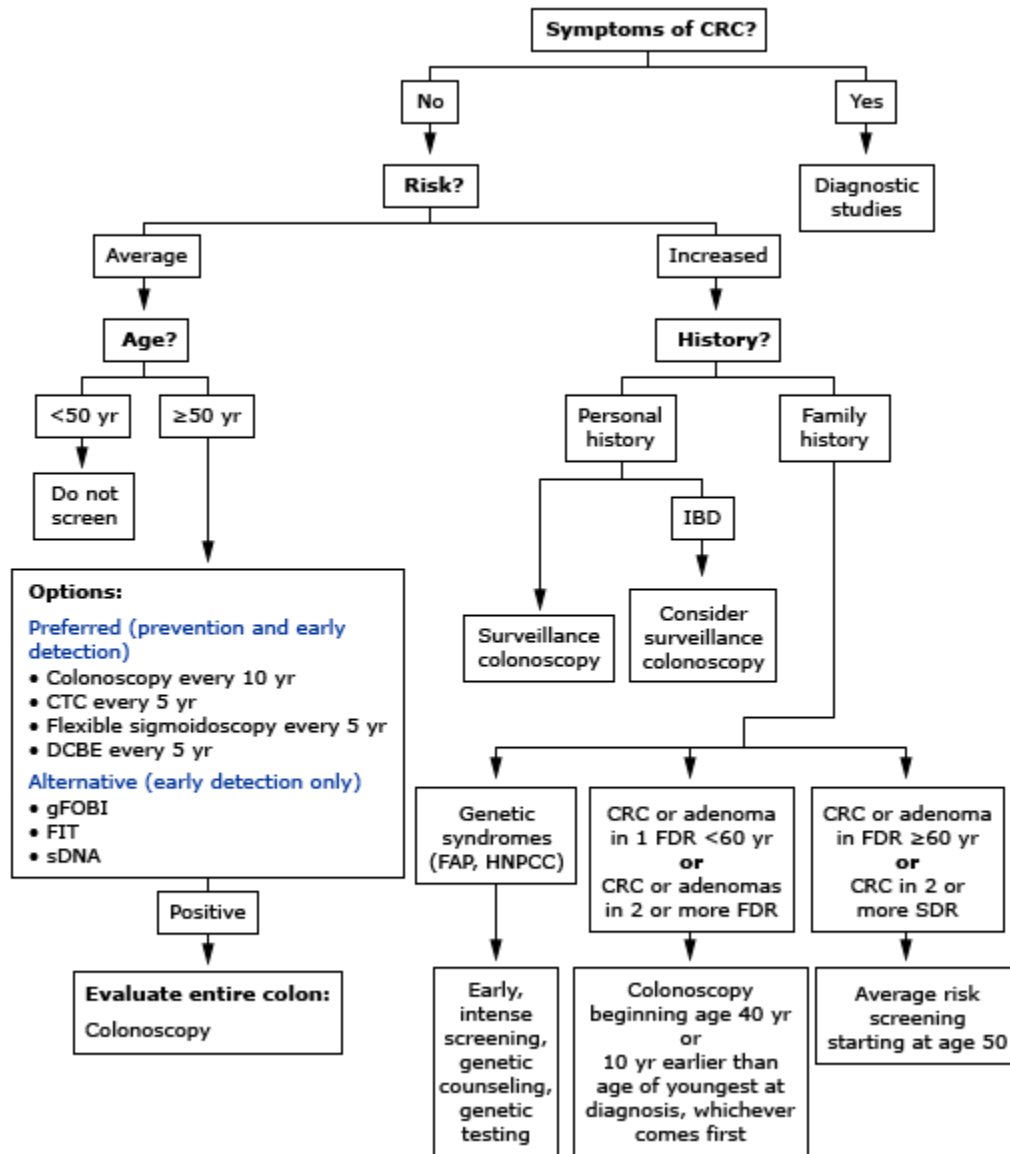 Symptoms of CRC?
No
Yes
Risk?
Diagnostic
studies
Average
Increased
Age?
History?
<50 yr
≥50 yr
Personal
history
Family
history
Do not
screen
IBD
Options:
Preferred (prevention and early
detection)
• Colonoscopy every 10 yr
• CTC every 5 yr
• Flexible sigmoidoscopy every 5 yr
• DCBE every 5 yr
Alternative (early detection only)
• gFOBI
• FIT
• sDNA
Surveillance
colonoscopy
Consider
surveillance
colonoscopy
Genetic
syndromes
(FAP, HNPCC)
CRC or adenoma
in 1 FDR <60 yr
or
CRC or adenomas
in 2 or more FDR
CRC or adenoma
in FDR ≥60 yr
or
CRC in 2 or
more SDR
Positive
Evaluate entire colon:
Colonoscopy
Early,
intense
screening,
genetic
counseling,
genetic
testing
Colonoscopy
beginning age 40 yr
or
10 yr earlier than
age of youngest at
diagnosis, whichever
comes first
Average risk
screening
starting at age 50